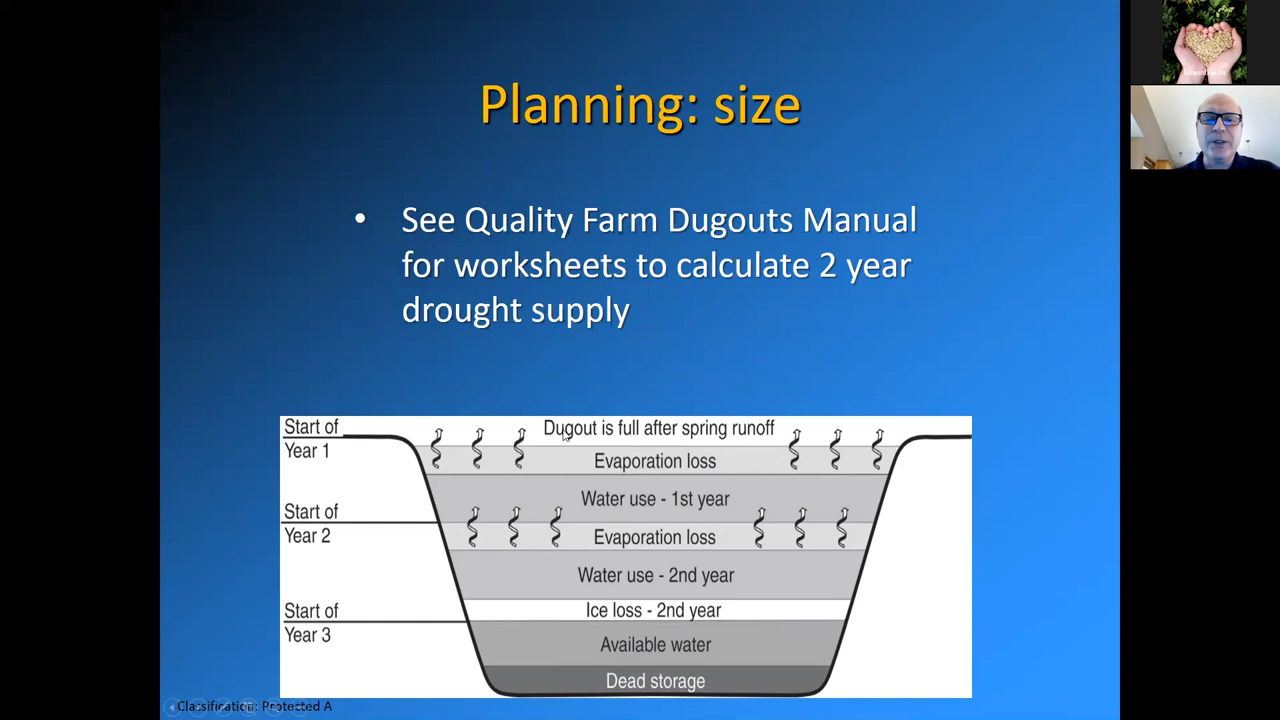 Planning: size
• See Quality Farm Dugouts Manual
for worksheets to calculate 2 year
drought supply
Start of
Year 1
Dugout is full after spring runoff
Evaporation loss
Water use - 1st year
Start of
Year 2
Evaporation loss
Water use - 2nd year
Ice loss - 2nd year
Start of
Year 3
Available water
Dead storage
Classification: Protected A